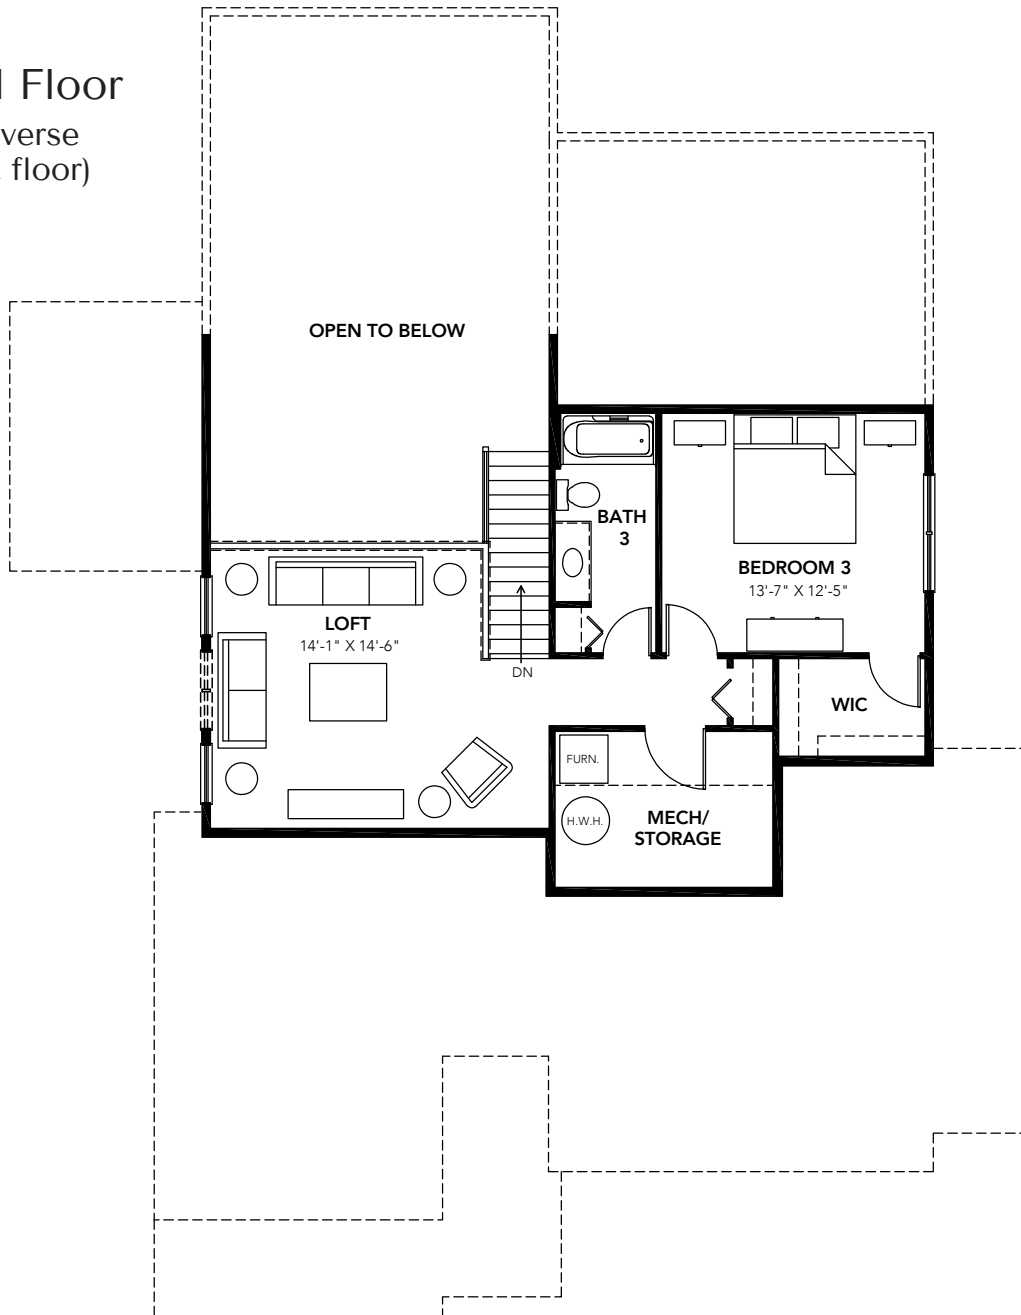 Floor
verse
floor)
OPEN TO BELOW
BATH
3
BEDROOM 3
13'-7" X 12'-5"
LOFT
14'-1" X 14'-6"
DN
WIC
FURN.
H.W.H.
MECH/
STORAGE